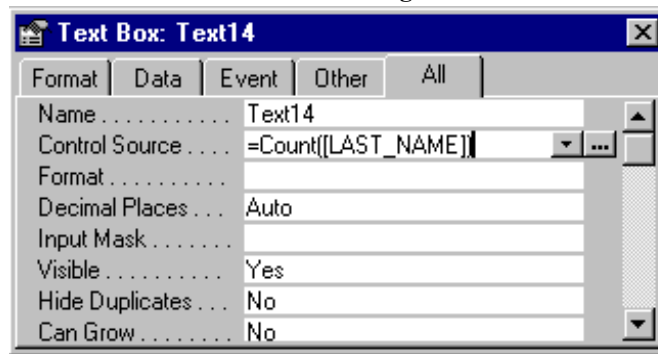 Text Box: Text14
Format Data Event Other All
Name . . . . . . . . . . . Text14
Control Source . . . . =Count([LAST_NAME])
Format . . . . . . . . . .
Decimal Places . . . Auto
Input Mask . . . . . . .
Visible . . . . . . . . . . Yes
Hide Duplicates . . . No
Can Grow . . . . . . . . No